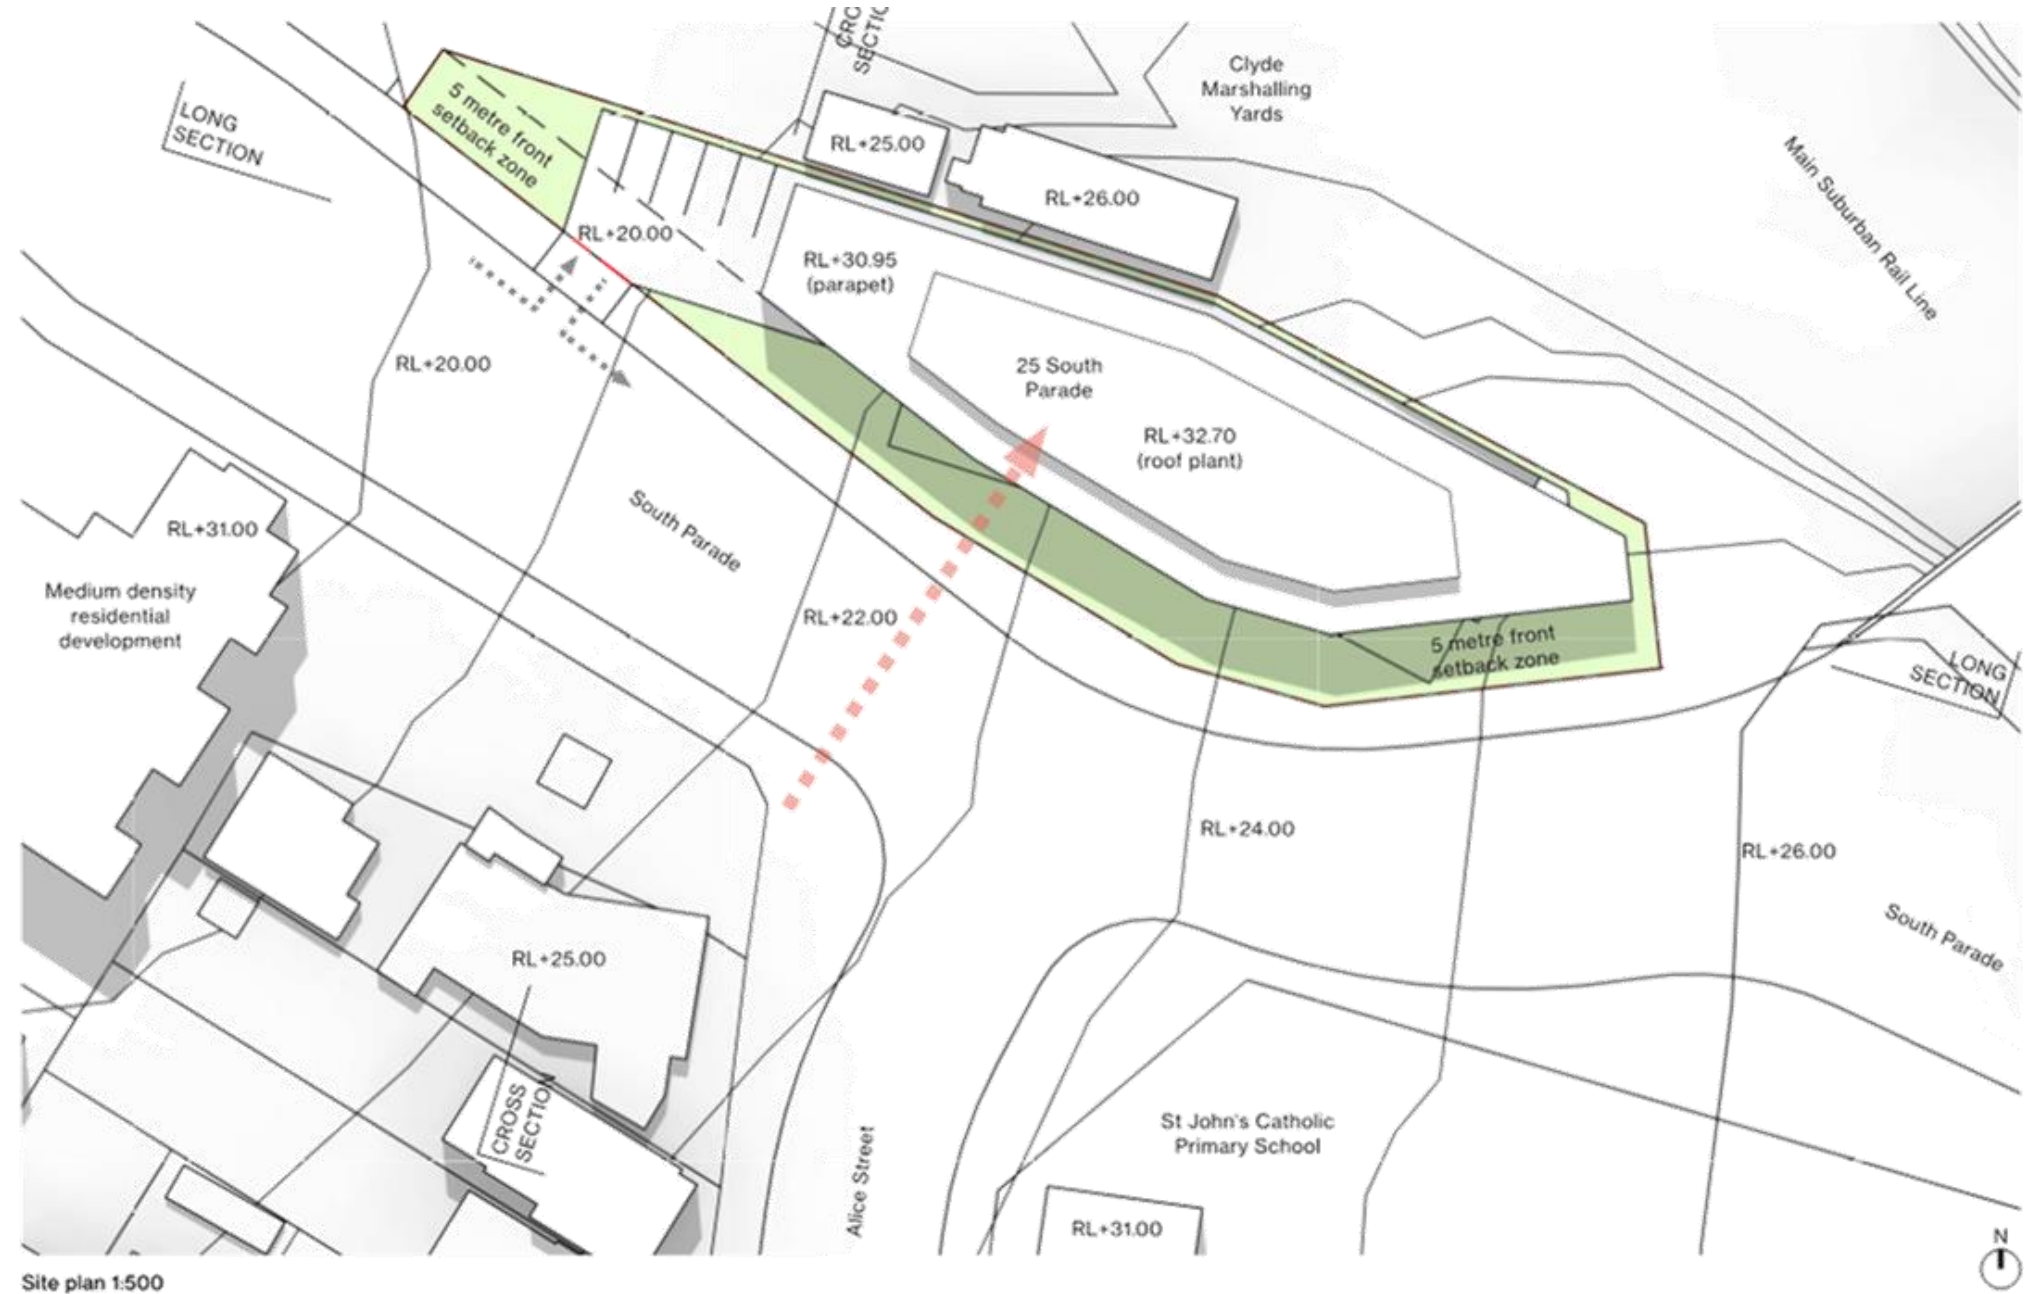 CRO
SECTIO
Clyde
Marshalling
Yards
LONG
SECTION
5 metre front
setback zone
RL+25.00
RL+26.00
Main Suburban Rail Line
RL+20.00
RL+30.95
(parapet)
RL+20.00
25 South
Parade
RL+32.70
(roof plant)
South Parade
RL+31.00
Medium density
residential
development
RL+22.00
5 metre front
setback zone
LONG
SECTION
RL+24.00
RL+26.00
South Parade
RL+25.00
CROSS
SECTION
Alice Street
St John's Catholic
Primary School
RL+31.00
N
Site plan 1:500